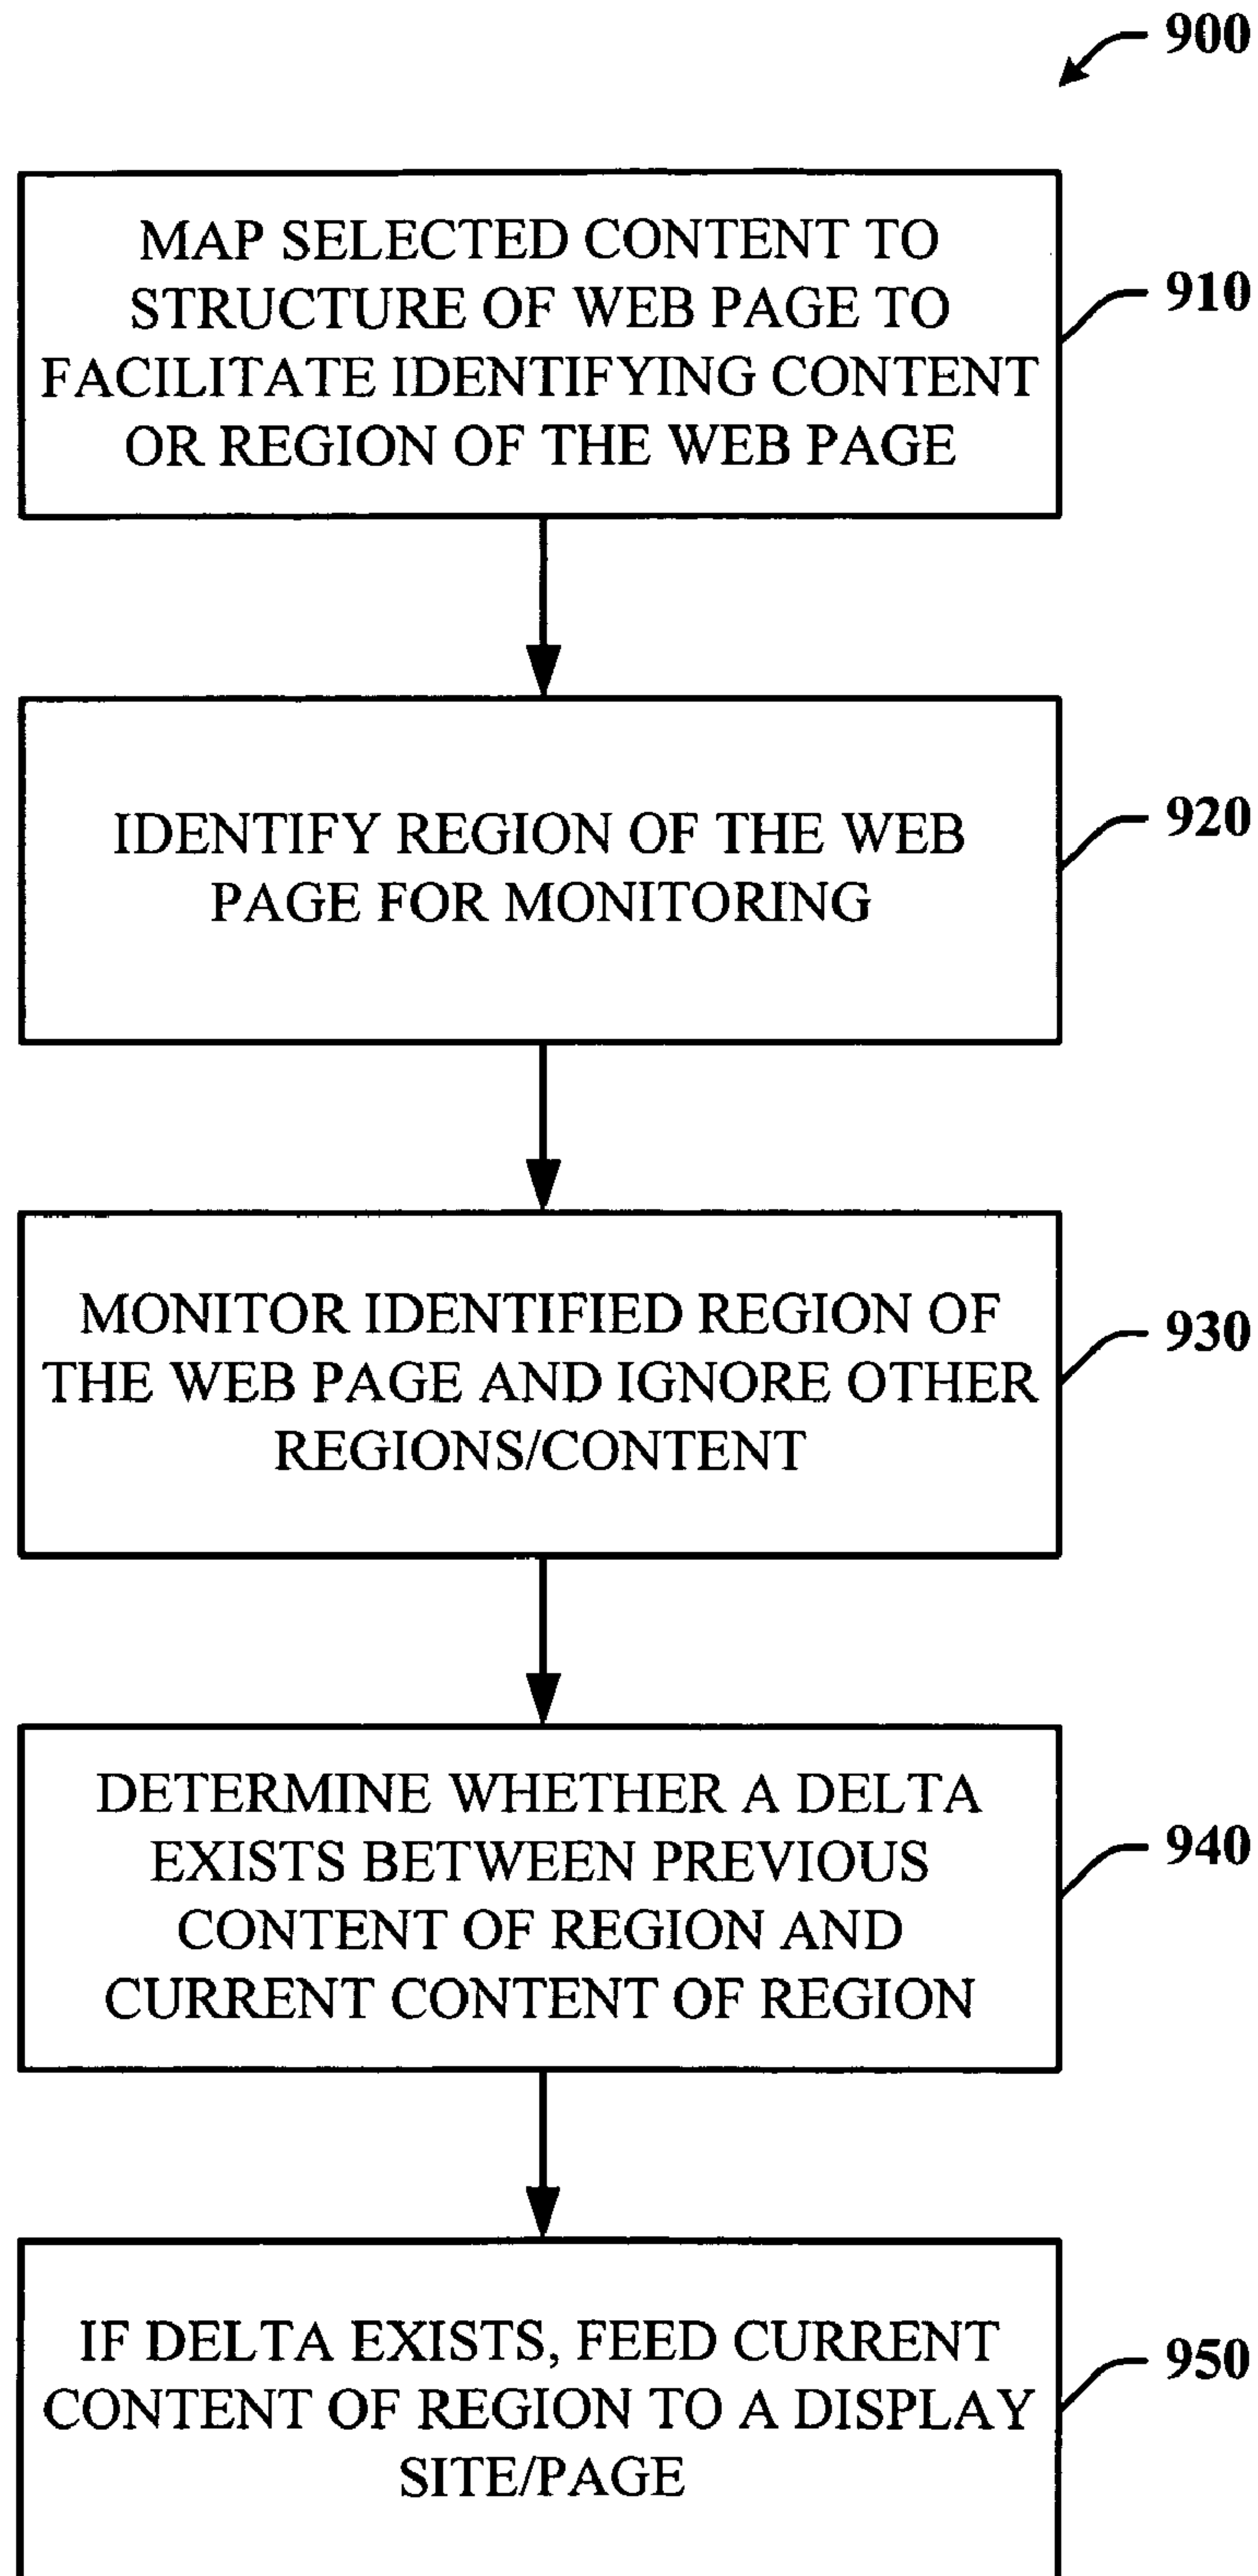 900
MAP SELECTED CONTENT TO
STRUCTURE OF WEB PAGE TO
FACILITATE IDENTIFYING CONTENT
OR REGION OF THE WEB PAGE
910
IDENTIFY REGION OF THE WEB
PAGE FOR MONITORING
920
MONITOR IDENTIFIED REGION OF
THE WEB PAGE AND IGNORE OTHER
REGIONS/CONTENT
930
DETERMINE WHETHER A DELTA
EXISTS BETWEEN PREVIOUS
CONTENT OF REGION AND
CURRENT CONTENT OF REGION
940
IF DELTA EXISTS, FEED CURRENT
CONTENT OF REGION TO A DISPLAY
SITE/PAGE
950